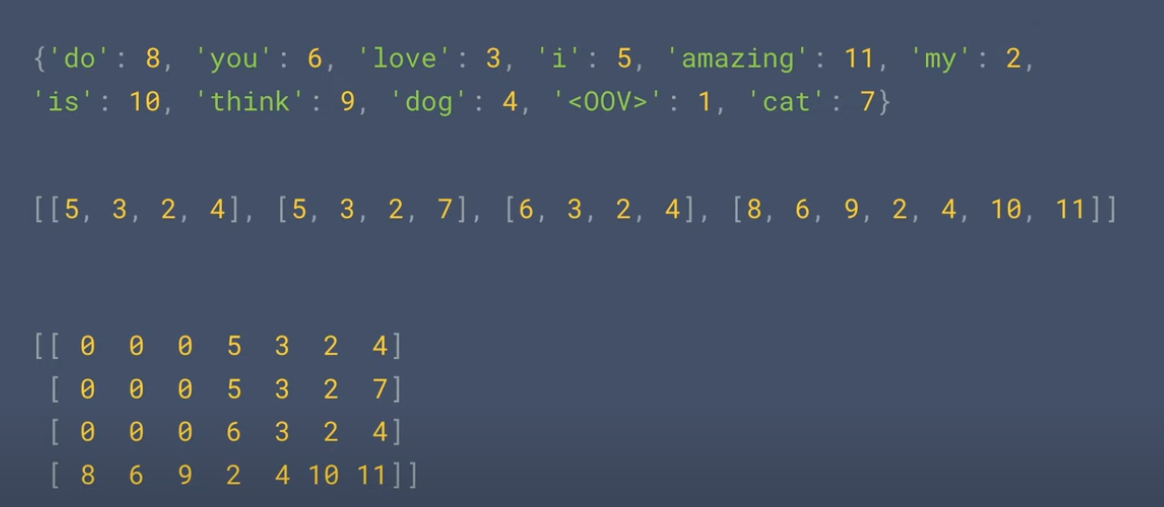 {'do': 8, 'you': 6, 'love': 3, 'i': 5, 'amazing': 11, 'my': 2,
'is': 10, 'think': 9, 'dog': 4, '<OOV>': 1, 'cat': 7}
[[5, 3, 2, 4], [5, 3, 2, 7], [6, 3, 2, 4], [8, 6, 9, 2, 4, 10, 11]]
[[ 0 0 0 5 3 2 4]
[ 0 0 0 5 3 2 7]
[ 0 0 0 6 3 2 4]
[ 8 6 9 2 4 10 11]]